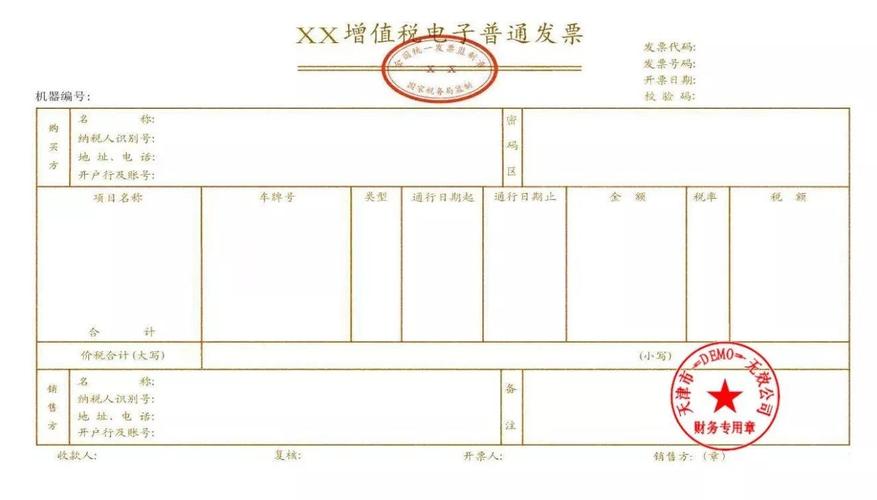 XX增值税电子普通发票
全国统一发票监制章
X X
国家税务局监制
发票代码:
发票号码:
开票日期:
校验码:
机器编号:
购买方
名 称:
纳税人识别号:
地 址、电 话:
开户行及账号:
密码区
项目名称 车牌号 类型 通行日期起 通行日期止 金 额 税率 税 额
合 计
价税合计(大写) (小写)
销售方
名 称:
纳税人识别号:
地 址、电 话:
开户行及账号:
备注
天津市—DEMO—无效公司
财务专用章
收款人: 复核: 开票人: 销售方:(章)